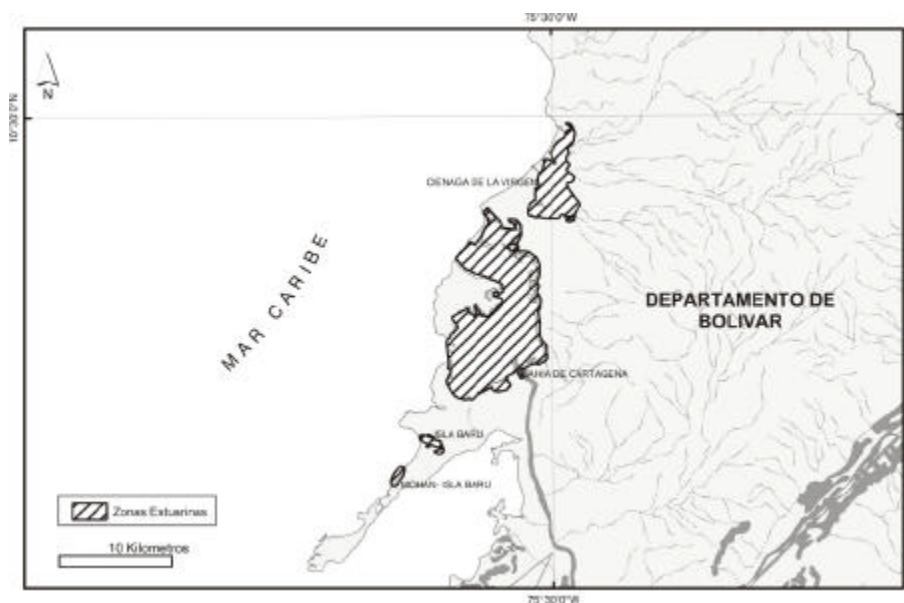 75°30'0"W
N
10°30'0"N
CIENAGA DE LA VIRGEN
MAR CARIBE
DEPARTAMENTO DE
BOLIVAR
BAHIA DE CARTAGENA
ISLA BARU
MOHAN- ISLA BARU
Zonas Estuarinas
10 Kilometros
75°30'0"W